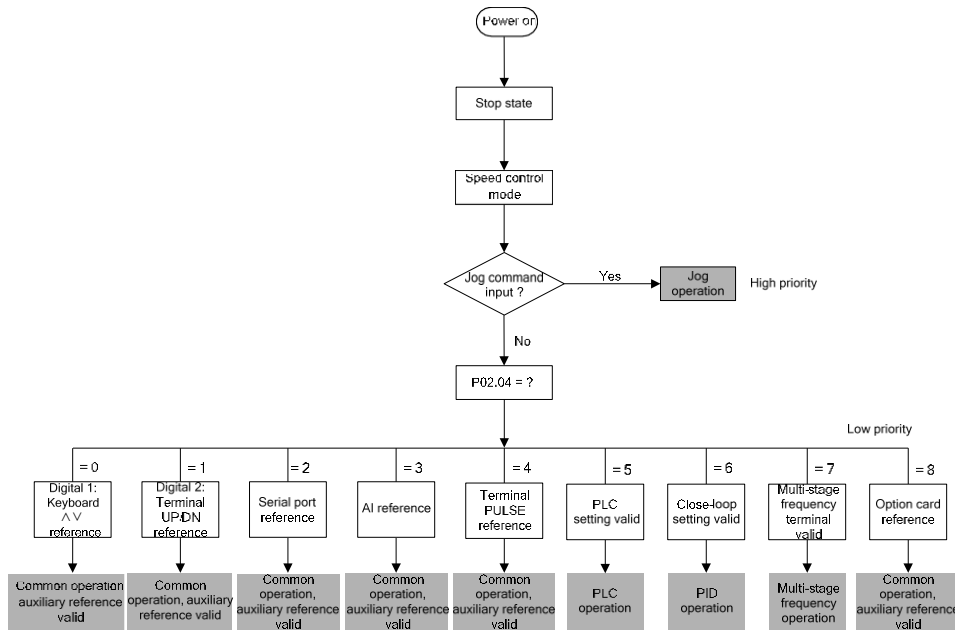 Power on
Stop state
Speed control
mode
Jog command
input ?
Yes
Jog
operation
High priority
No
P02.04 = ?
Low priority
= 0
= 1
= 2
= 3
= 4
= 5
= 6
= 7
= 8
Digital 1:
Keyboard
∧∨
reference
Digital 2:
Terminal
UP/DN
reference
Serial port
reference
AI reference
Terminal
PULSE
reference
PLC
setting valid
Close-loop
setting valid
Multi-stage
frequency
terminal
valid
Option card
reference
Common operation
auxiliary reference
valid
Common
operation, auxiliary
reference valid
Common
operation,
auxiliary reference
valid
Common
operation,
auxiliary reference
valid
Common
operation,
auxiliary reference
valid
PLC
operation
PID
operation
Multi-stage
frequency
operation
Common
operation,
auxiliary reference
valid